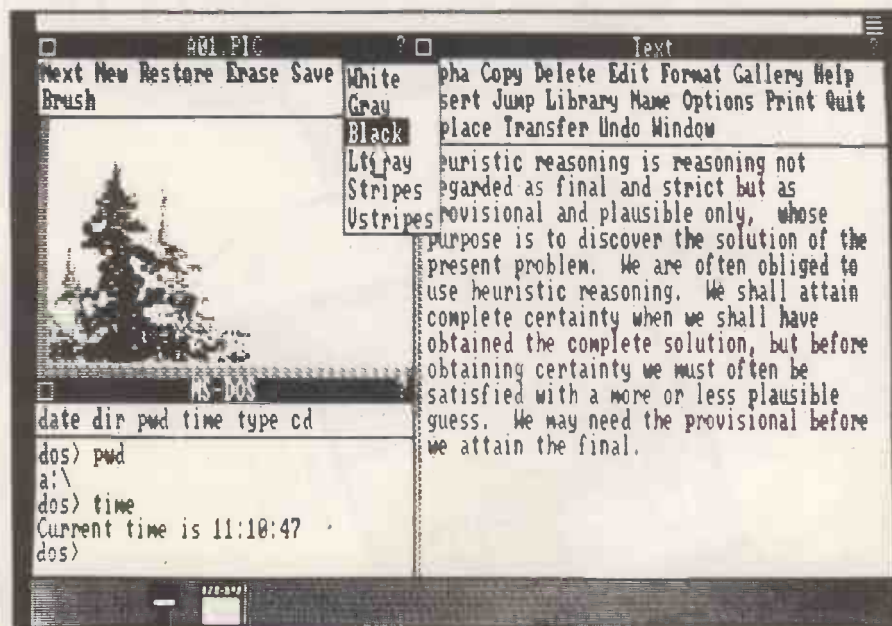 A01.PIC ?
Next New Restore Erase Save
Brush
White
Gray
Black
Ltgray
Stripes
Vstripes
MS-DOS ?
date dir pwd time type cd
dos> pwd
a:\
dos> time
Current time is 11:10:47
dos>
Text ?
pha Copy Delete Edit Format Gallery Help
sert Jump Library Name Options Print Quit
place Transfer Undo Window
euristic reasoning is reasoning not
egarded as final and strict but as
rovisional and plausible only, whose
purpose is to discover the solution of the
present problem. We are often obliged to
use heuristic reasoning. We shall attain
complete certainty when we shall have
obtained the complete solution, but before
obtaining certainty we must often be
satisfied with a more or less plausible
guess. We may need the provisional before
we attain the final.